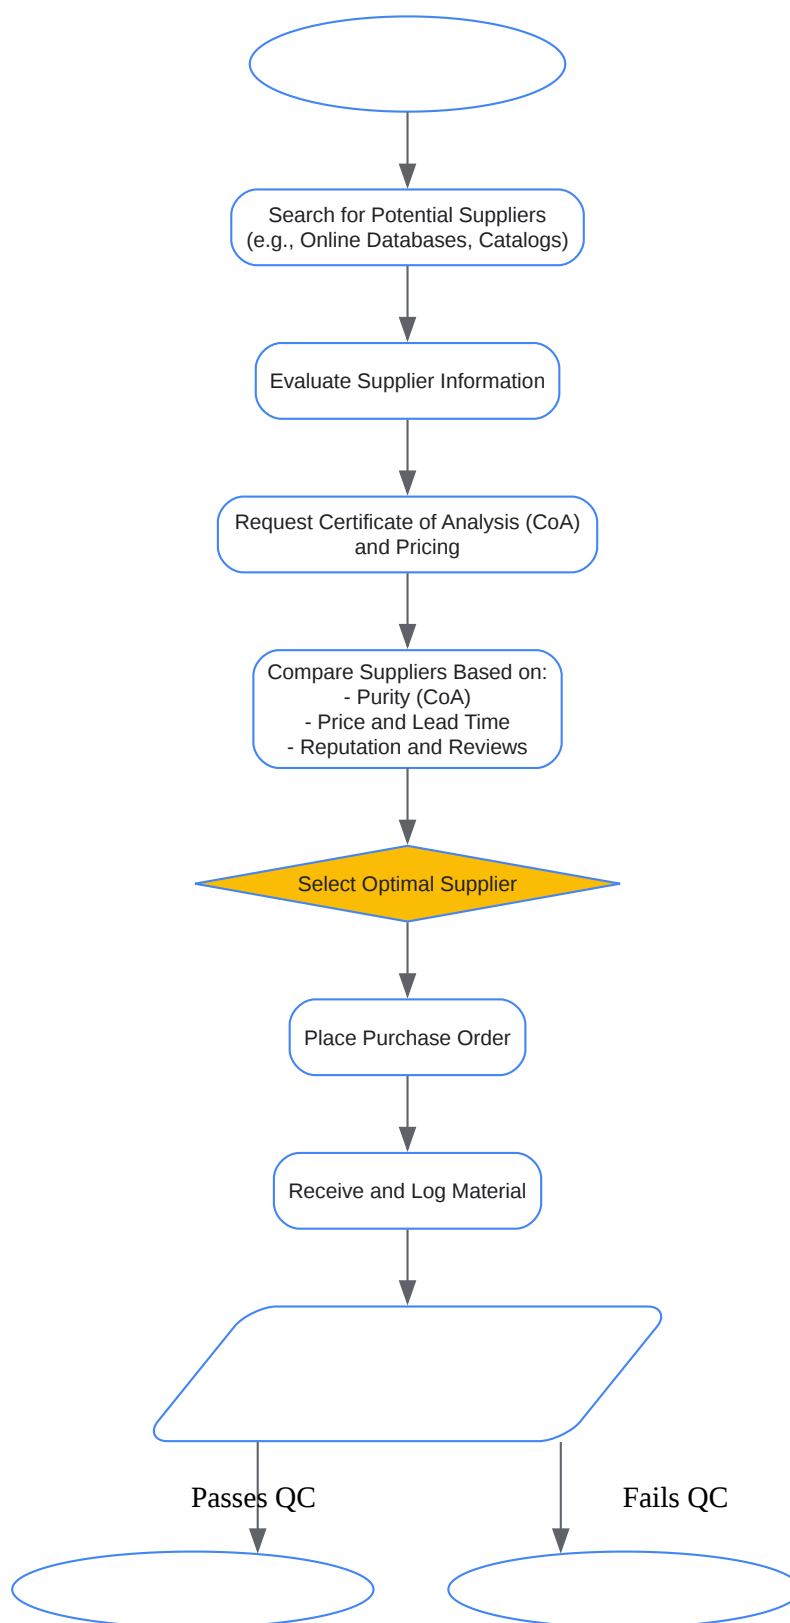 Search for Potential Suppliers
(e.g., Online Databases, Catalogs)
Evaluate Supplier Information
Request Certificate of Analysis (CoA)
and Pricing
Compare Suppliers Based on:
- Purity (CoA)
- Price and Lead Time
- Reputation and Reviews
Select Optimal Supplier
Place Purchase Order
Receive and Log Material
Passes QC
Fails QC